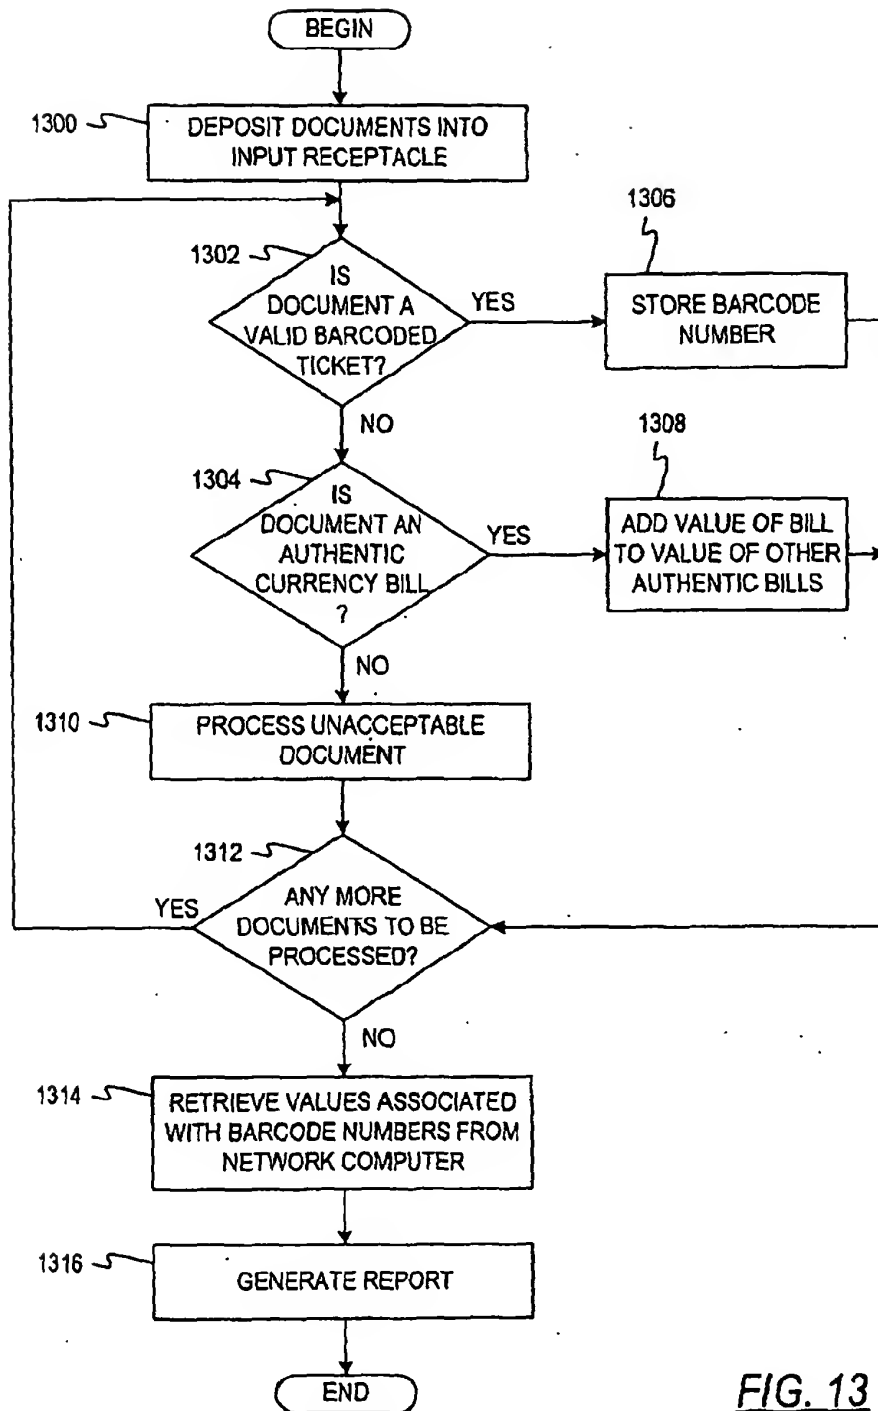 BEGIN
1300
DEPOSIT DOCUMENTS INTO
INPUT RECEPTACLE
1302
IS
DOCUMENT A
VALID BARCODED
TICKET?
YES
1306
STORE BARCODE
NUMBER
NO
1304
IS
DOCUMENT AN
AUTHENTIC
CURRENCY BILL
?
YES
1308
ADD VALUE OF BILL
TO VALUE OF OTHER
AUTHENTIC BILLS
NO
1310
PROCESS UNACCEPTABLE
DOCUMENT
1312
ANY MORE
DOCUMENTS TO BE
PROCESSED?
YES
NO
1314
RETRIEVE VALUES ASSOCIATED
WITH BARCODE NUMBERS FROM
NETWORK COMPUTER
1316
GENERATE REPORT
END
FIG. 13